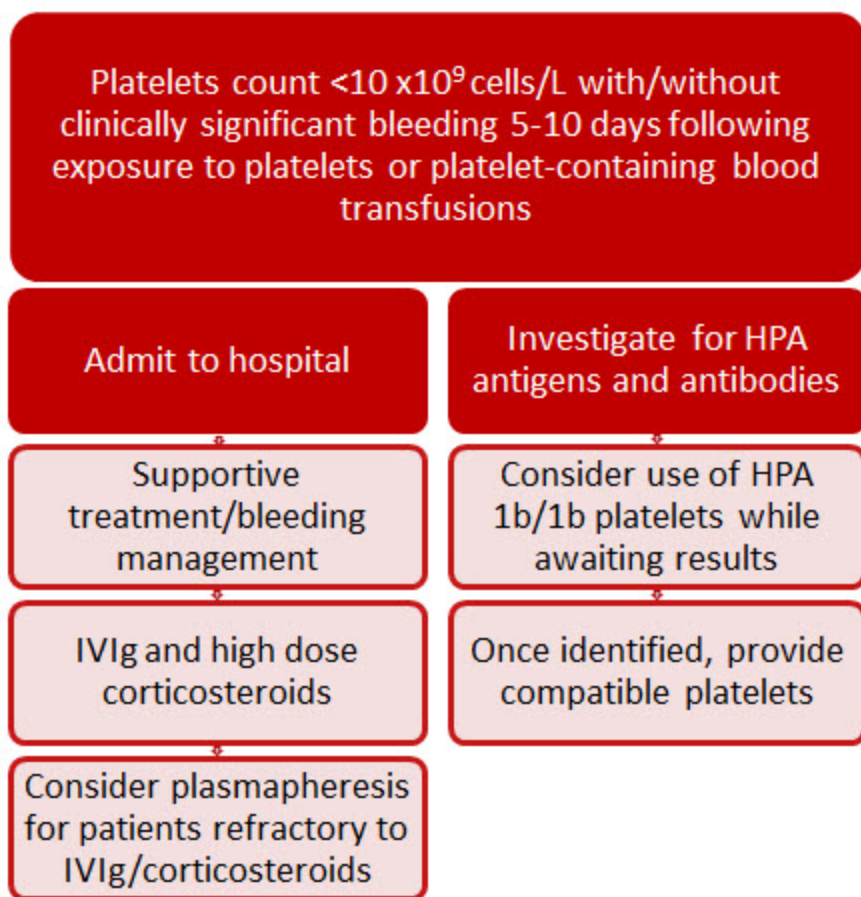 Platelets count <10 x10⁹ cells/L with/without
clinically significant bleeding 5-10 days following
exposure to platelets or platelet-containing blood
transfusions
Admit to hospital
Supportive
treatment/bleeding
management
IVIg and high dose
corticosteroids
Consider plasmapheresis
for patients refractory to
IVIg/corticosteroids
Investigate for HPA
antigens and antibodies
Consider use of HPA
1b/1b platelets while
awaiting results
Once identified, provide
compatible platelets